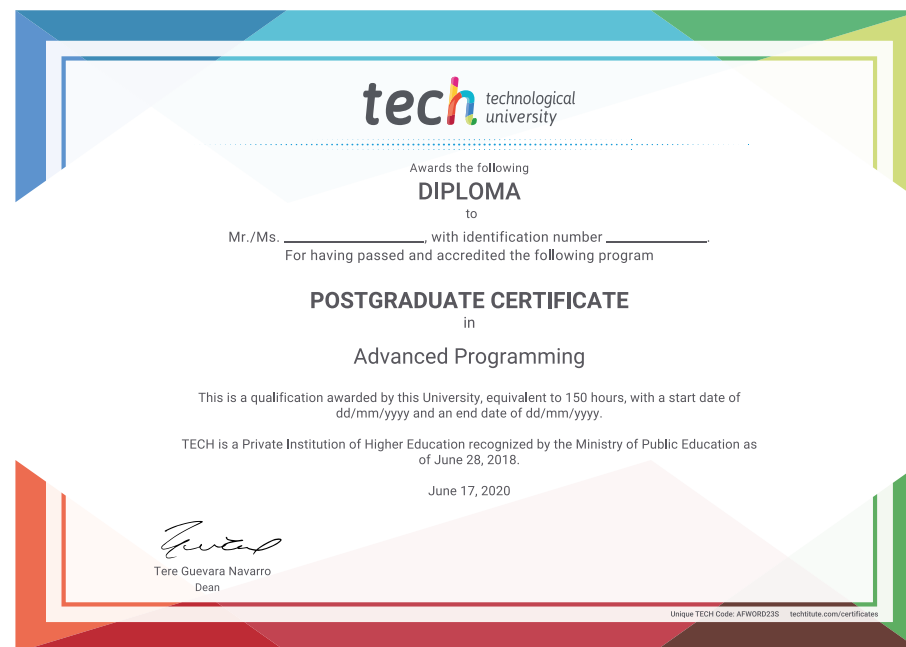 tech technological
university
Awards the following
DIPLOMA
to
Mr./Ms. ____________________, with identification number ______________.
For having passed and accredited the following program
POSTGRADUATE CERTIFICATE
in
Advanced Programming
This is a qualification awarded by this University, equivalent to 150 hours, with a start date of
dd/mm/yyyy and an end date of dd/mm/yyyy.
TECH is a Private Institution of Higher Education recognized by the Ministry of Public Education as
of June 28, 2018.
June 17, 2020
Tere Guevara Navarro
Dean
Unique TECH Code: AFWORD23S techtitute.com/certificates